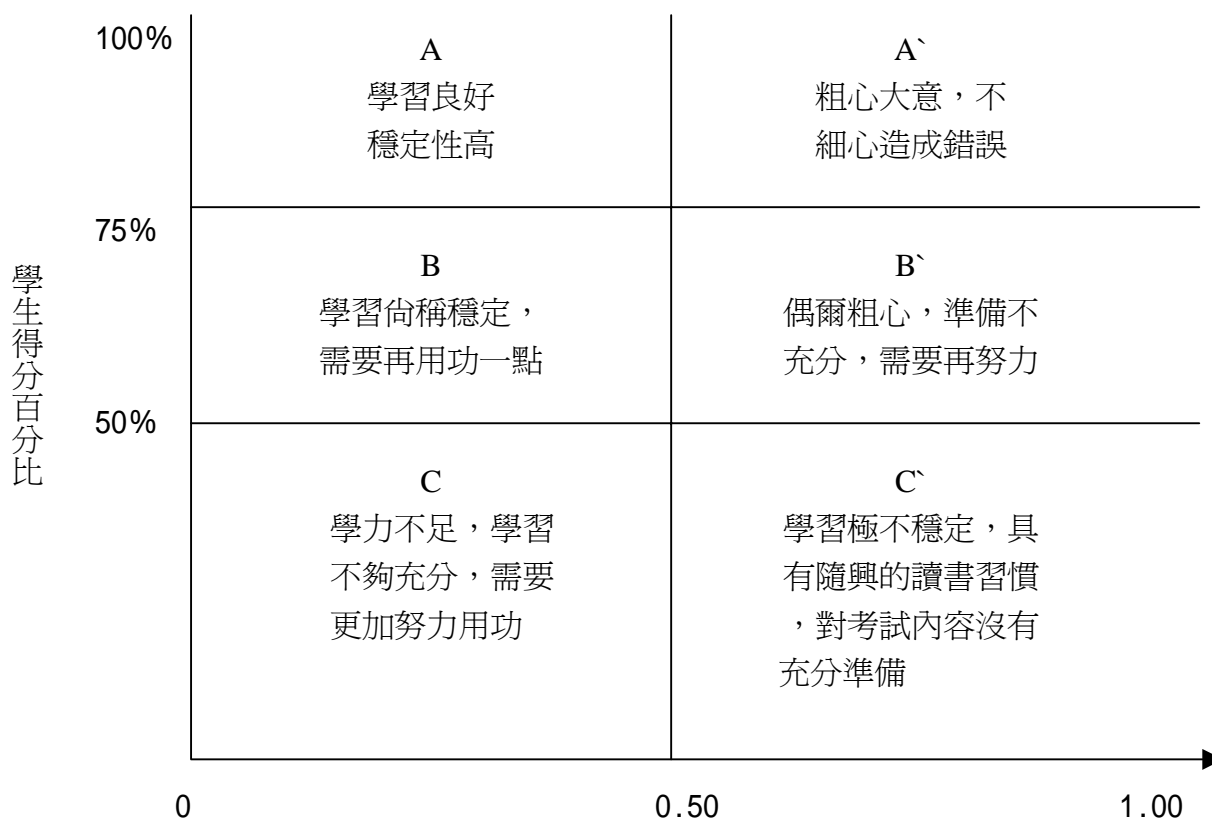 100%
A
學習良好
穩定性高
A`
粗心大意，不
細心造成錯誤
75%
B
學習尚稱穩定，
需要再用功一點
B`
偶爾粗心，準備不
充分，需要再努力
學生得分百分比
50%
C
學力不足，學習
不夠充分，需要
更加努力用功
C`
學習極不穩定，具
有隨興的讀書習慣
，對考試內容沒有
充分準備
0
0.50
1.00